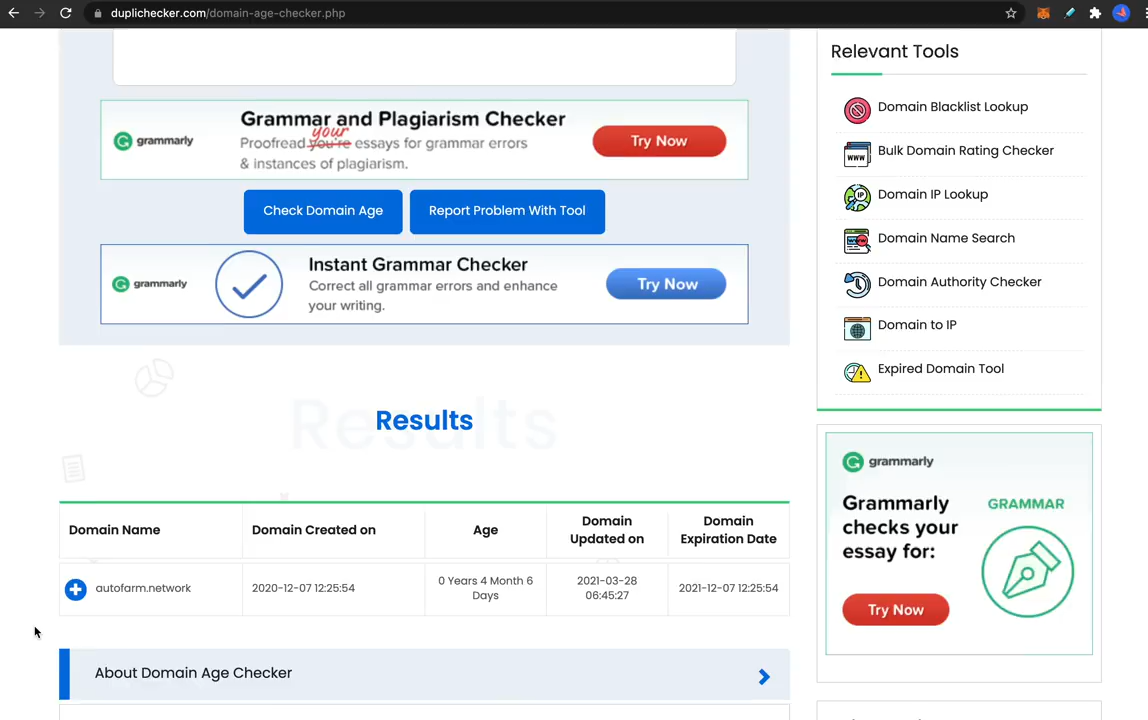 duplichecker.com/domain-age-checker.php
Grammar and Plagiarism Checker
your
Proofread you're essays for grammar errors
& instances of plagiarism.
grammarly
Try Now
Check Domain Age
Report Problem With Tool
Instant Grammar Checker
Correct all grammar errors and enhance
your writing.
grammarly
Try Now
Results
Results
Domain Name
Domain Created on
Age
Domain
Updated on
Domain
Expiration Date
autofarm.network
2020-12-07 12:25:54
0 Years 4 Month 6
Days
2021-03-28
06:45:27
2021-12-07 12:25:54
About Domain Age Checker
Relevant Tools
Domain Blacklist Lookup
WWW
Bulk Domain Rating Checker
IP
Domain IP Lookup
Domain Name Search
Domain Authority Checker
Domain to IP
Expired Domain Tool
grammarly
Grammarly
checks your
essay for:
GRAMMAR
Try Now